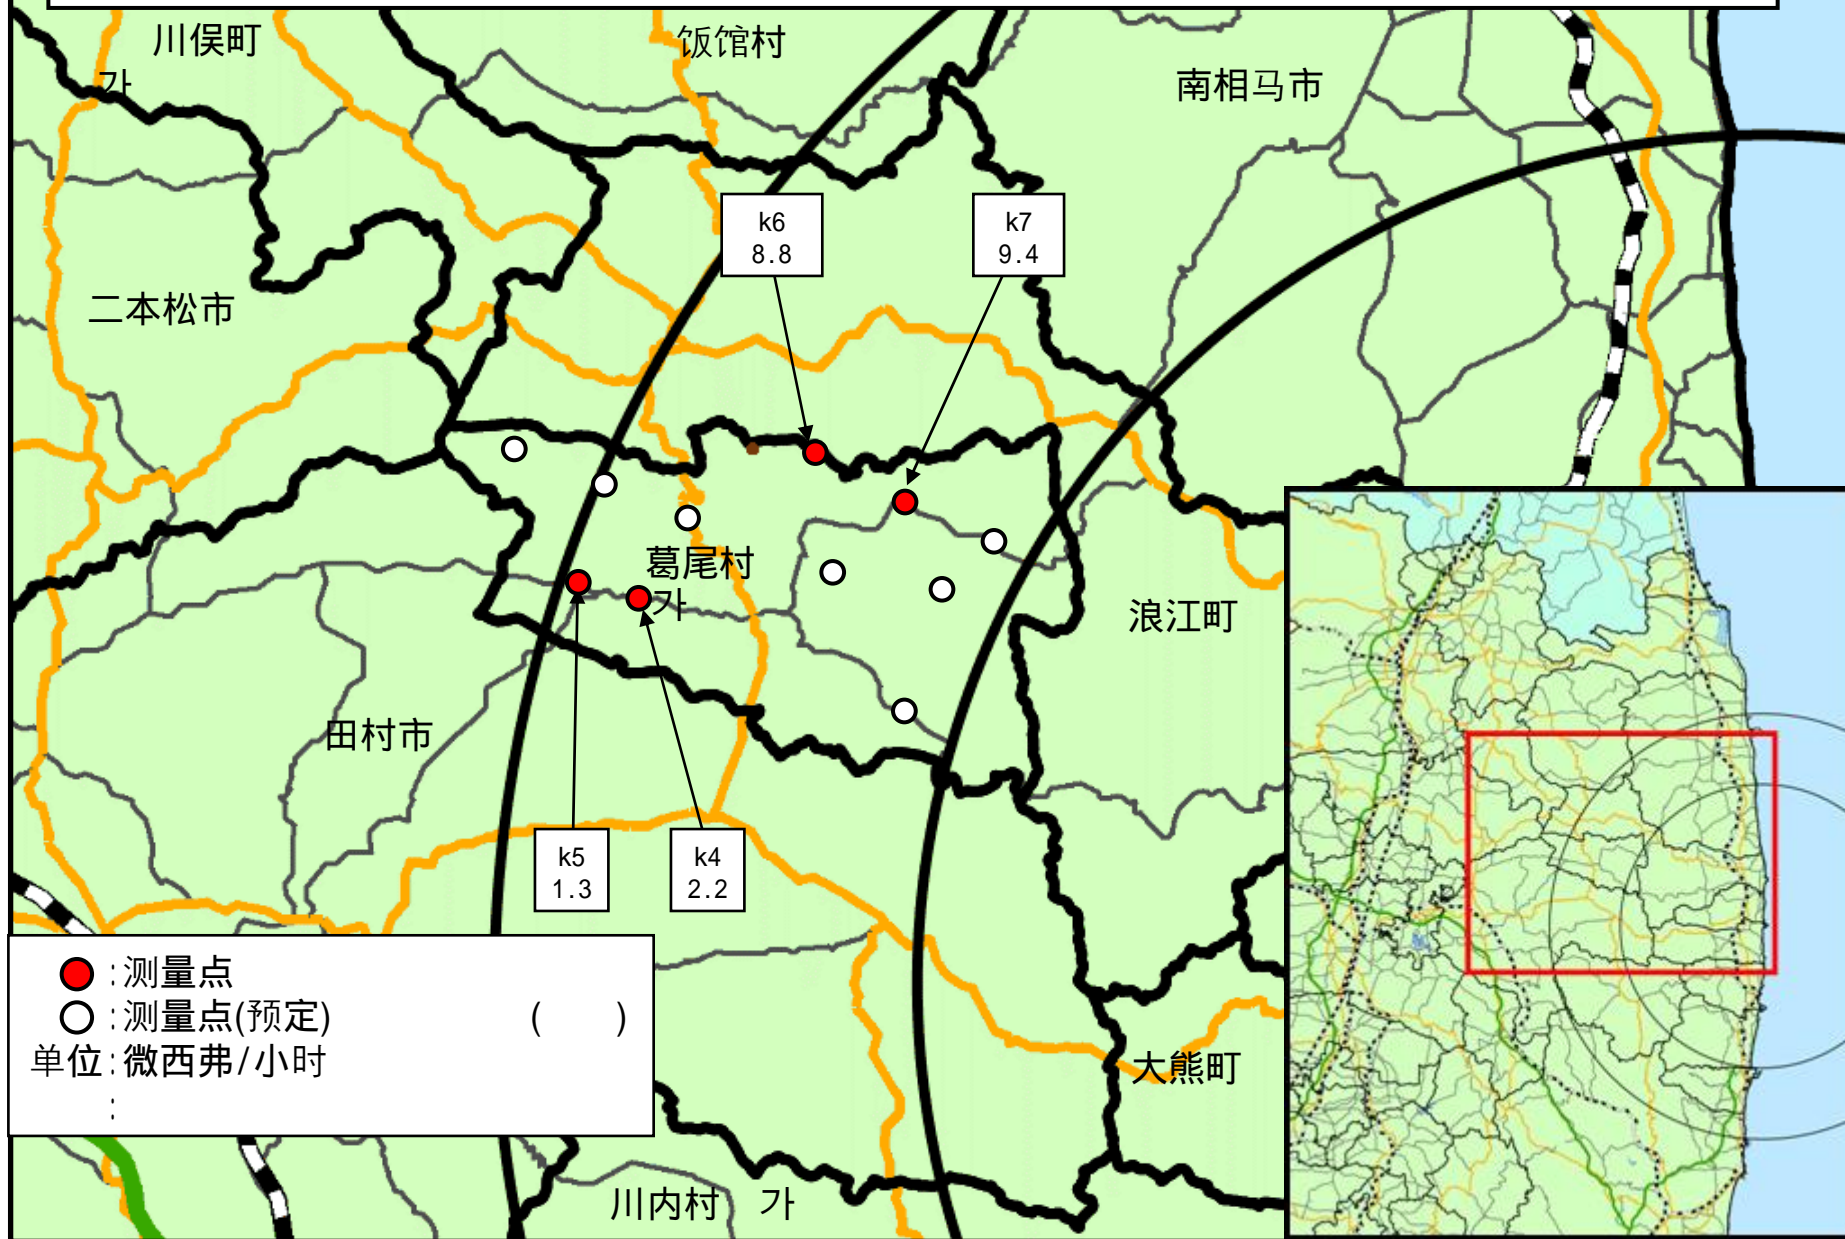 川俣町
饭馆村
가
南相马市
k6
8.8
k7
9.4
二本松市
葛尾村
가
浪江町
田村市
k5
1.3
k4
2.2
:测量点
:测量点(预定) ( )
单位:微西弗/小时
:
大熊町
川内村 가